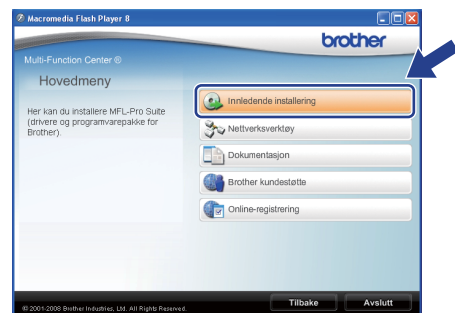 Macromedia Flash Player 8
brother
Multi-Function Center ®
Hovedmeny
Her kan du installere MFL-Pro Suite
(drivere og programvarepakke for
Brother).
Innledende installering
Nettverksverktøy
Dokumentasjon
Brother kundestøtte
Online-registrering
© 2001-2008 Brother Industries, Ltd. All Rights Reserved.
Tilbake
Avslutt